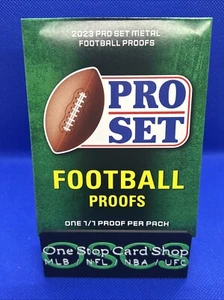 2023 PRO SET METAL
FOOTBALL PROOFS
PRO
SET
FOOTBALL
PROOFS
ONE 1/1 PROOF PER PACK
One Stop Card Shop
MLB NFL NBA / UFC